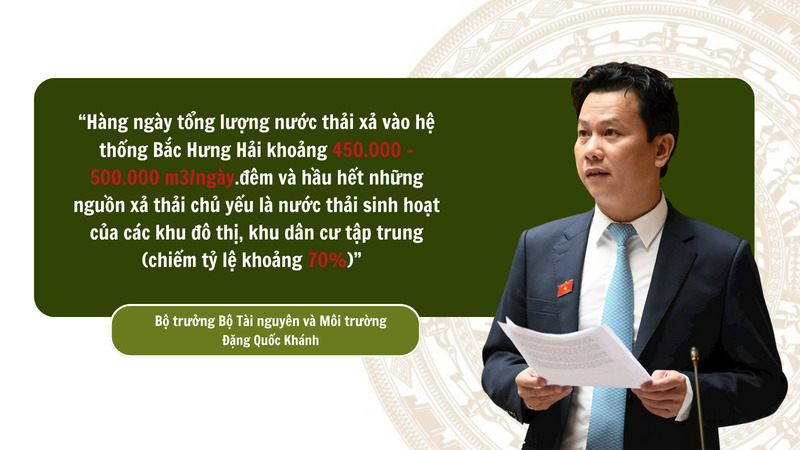 “Hàng ngày tổng lượng nước thải xả vào hệ
thống Bắc Hưng Hải khoảng 450.000 -
500.000 m3/ngày.đêm và hầu hết những
nguồn xả thải chủ yếu là nước thải sinh hoạt
của các khu đô thị, khu dân cư tập trung
(chiếm tỷ lệ khoảng 70%)”
Bộ trưởng Bộ Tài nguyên và Môi trường
Đặng Quốc Khánh